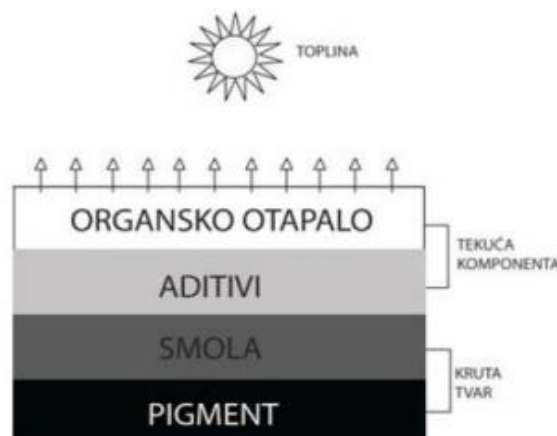 TOPLINA
ORGANSKO OTAPALO
TEKUĆA
KOMPONENTA
ADITIVI
SMOLA
KRUTA
TVAR
PIGMENT